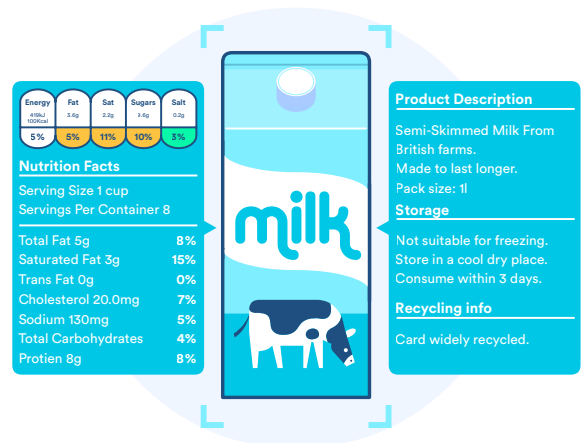 Energy Fat Sat Sugars Salt
419kJ 3.6g 2.2g 9.6g 0.2g
100Kcal
5% 5% 11% 10% 3%
Nutrition Facts
Serving Size 1 cup
Servings Per Container 8
Total Fat 5g 8%
Saturated Fat 3g 15%
Trans Fat 0g 0%
Cholesterol 20.0mg 7%
Sodium 130mg 5%
Total Carbohydrates 4%
Protien 8g 8%
milk
Product Description
Semi-Skimmed Milk From
British farms.
Made to last longer.
Pack size: 1l
Storage
Not suitable for freezing.
Store in a cool dry place.
Consume within 3 days.
Recycling info
Card widely recycled.